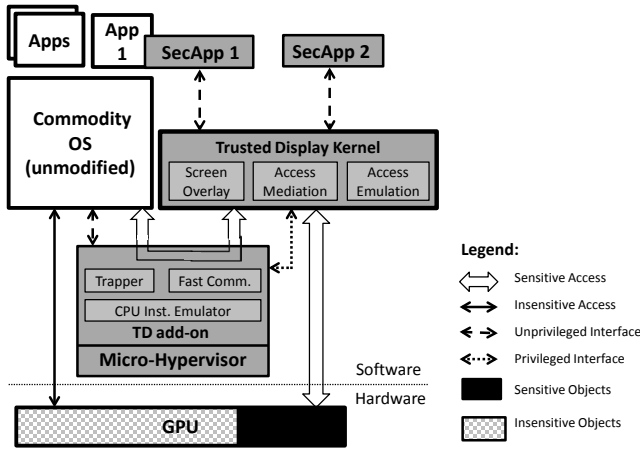 Apps
App
1
SecApp 1
SecApp 2
Commodity
OS
(unmodified)
Trusted Display Kernel
Screen
Overlay
Access
Mediation
Access
Emulation
Trapper
Fast Comm.
CPU Inst. Emulator
TD add-on
Micro-Hypervisor
Software
Hardware
GPU
Legend:
Sensitive Access
Insensitive Access
Unprivileged Interface
Privileged Interface
Sensitive Objects
Insensitive Objects